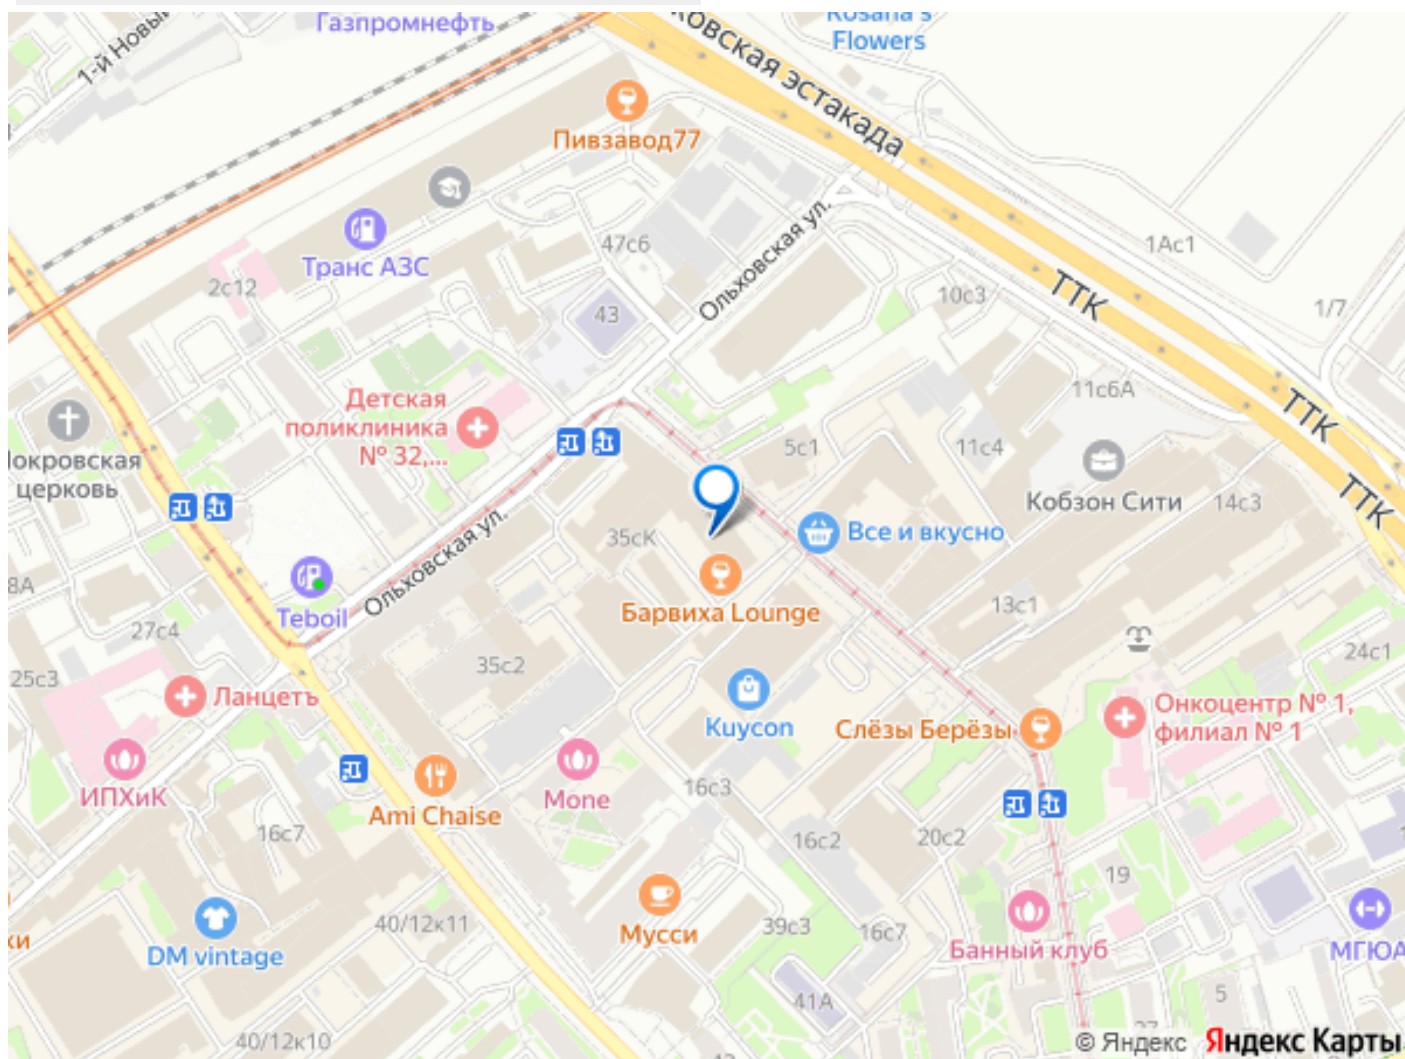 Газпромнефть
1-й Новый
Rosana's
Flowers
ковская эстакада
Пивзавод77
Транс АЗС
2с12
47с6
43
Ольховская ул.
1Ас1
1/7
10с3
ТТК
ТТК
ТТК
11с6А
Детская
поликлиника
№ 32,...
Покровская
церковь
5с1
11с4
Кобзон Сити
14с3
35сК
Все и вкусно
Ольховская ул.
8А
Teboil
Барвиха Lounge
13с1
27с4
25с3
35с2
24с1
Ланцетъ
Kuycon
Слёзы Берёзы
Онкоцентр № 1,
филиал № 1
ИПХиК
Ami Chaise
Mone
16с3
16с7
16с2
20с2
19
40/12к11
Мусси
39с3
16с7
Банный клуб
МГЮА
ки
DM vintage
41А
5
40/12к10
© Яндекс Яндекс Карты